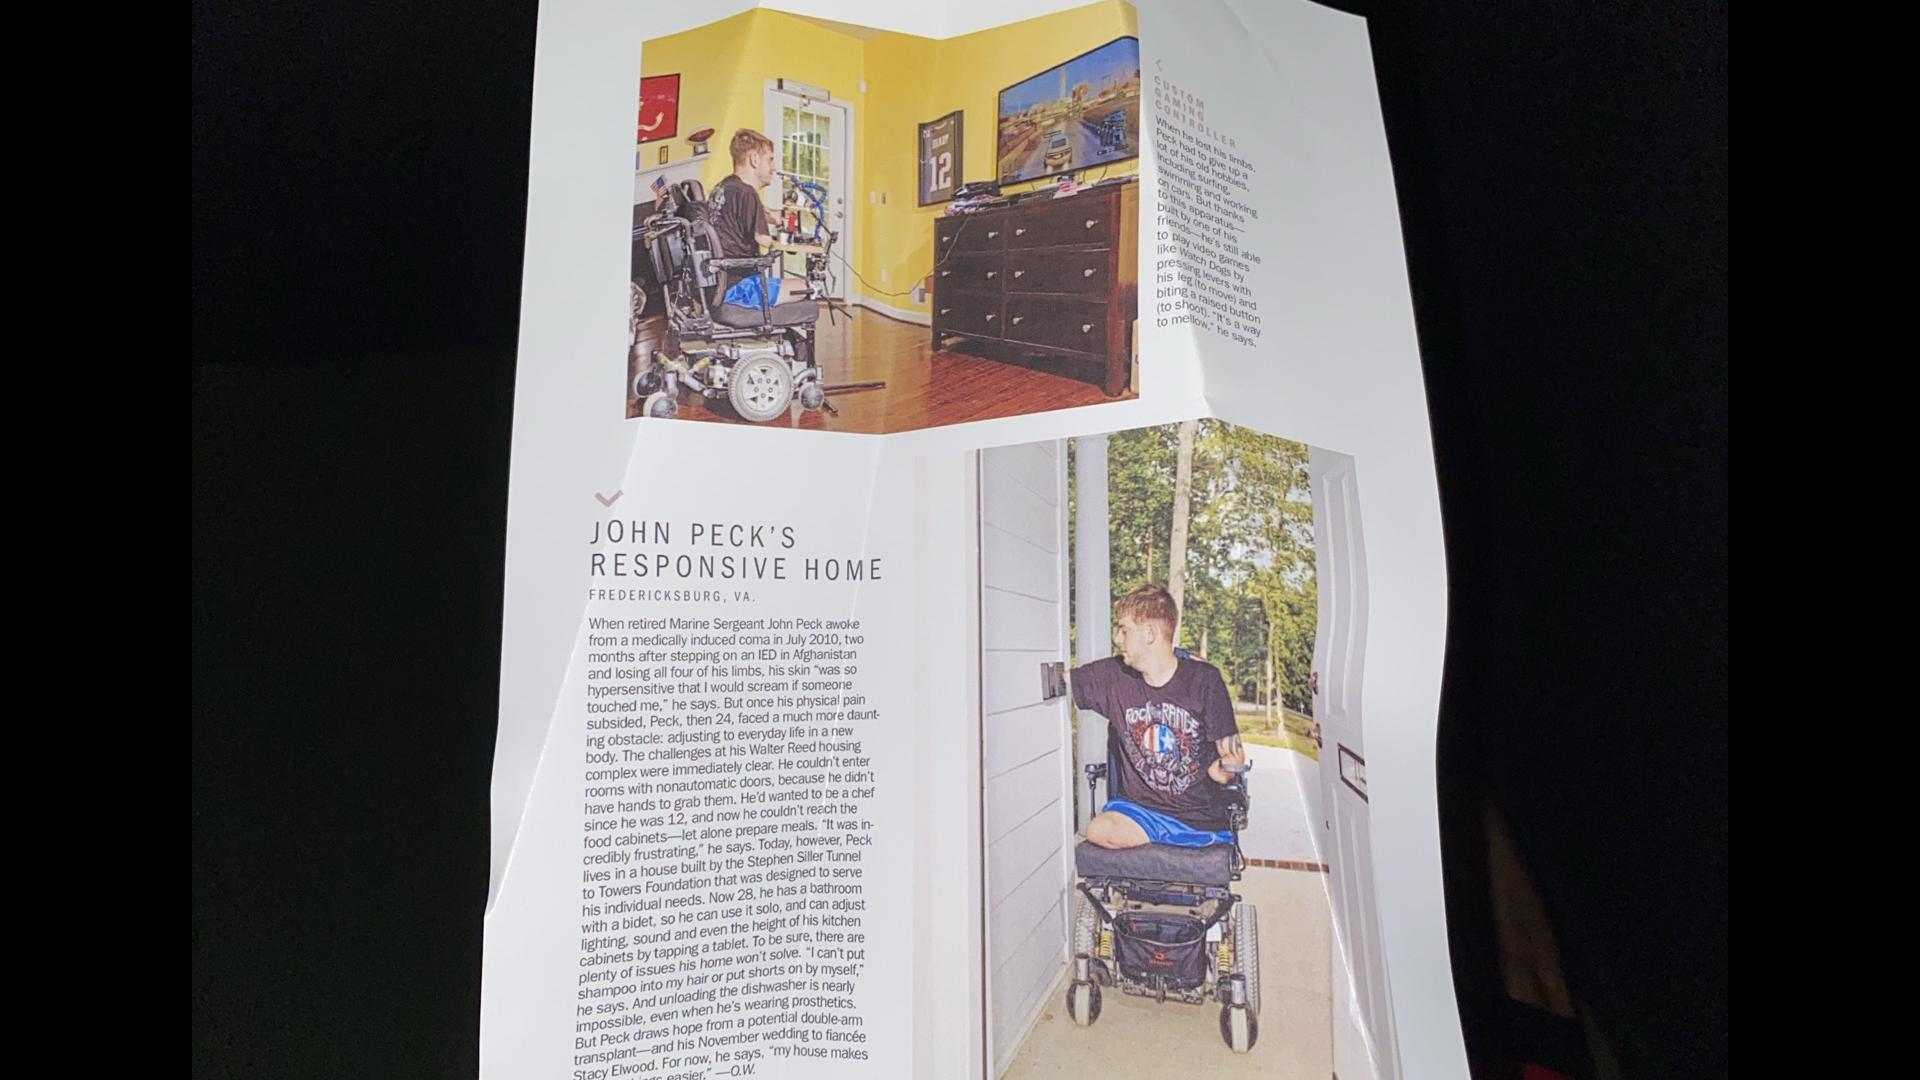 CUSTOM
GAMING
CONTROLLER
When he lost his limbs,
Peck had to give up a
lot of his old hobbies,
including surfing,
swimming and working
on cars. But thanks
to this apparatus—
built by one of his
friends—he's still able
to play video games
like Watch Dogs by
pressing levers with
his leg (to move) and
biting a raised button
(to shoot). "It's a way
to mellow," he says.
BRADY
12
JOHN PECK'S
RESPONSIVE HOME
FREDERICKSBURG, VA.
When retired Marine Sergeant John Peck awoke
from a medically induced coma in July 2010, two
months after stepping on an IED in Afghanistan
and losing all four of his limbs, his skin "was so
hypersensitive that I would scream if someone
touched me," he says. But once his physical pain
subsided, Peck, then 24, faced a much more daunt-
ing obstacle: adjusting to everyday life in a new
body. The challenges at his Walter Reed housing
complex were immediately clear. He couldn't enter
rooms with nonautomatic doors, because he didn't
have hands to grab them. He'd wanted to be a chef
since he was 12, and now he couldn't reach the
food cabinets—let alone prepare meals. "It was in-
credibly frustrating," he says. Today, however, Peck
lives in a house built by the Stephen Siller Tunnel
to Towers Foundation that was designed to serve
his individual needs. Now 28, he has a bathroom
with a bidet, so he can use it solo, and can adjust
lighting, sound and even the height of his kitchen
cabinets by tapping a tablet. To be sure, there are
plenty of issues his home won't solve. "I can't put
shampoo into my hair or put shorts on by myself,"
he says. And unloading the dishwasher is nearly
impossible, even when he's wearing prosthetics.
But Peck draws hope from a potential double-arm
transplant—and his November wedding to fiancée
Stacy Elwood. For now, he says, "my house makes
easier." —O.W.
ROCK RANGE